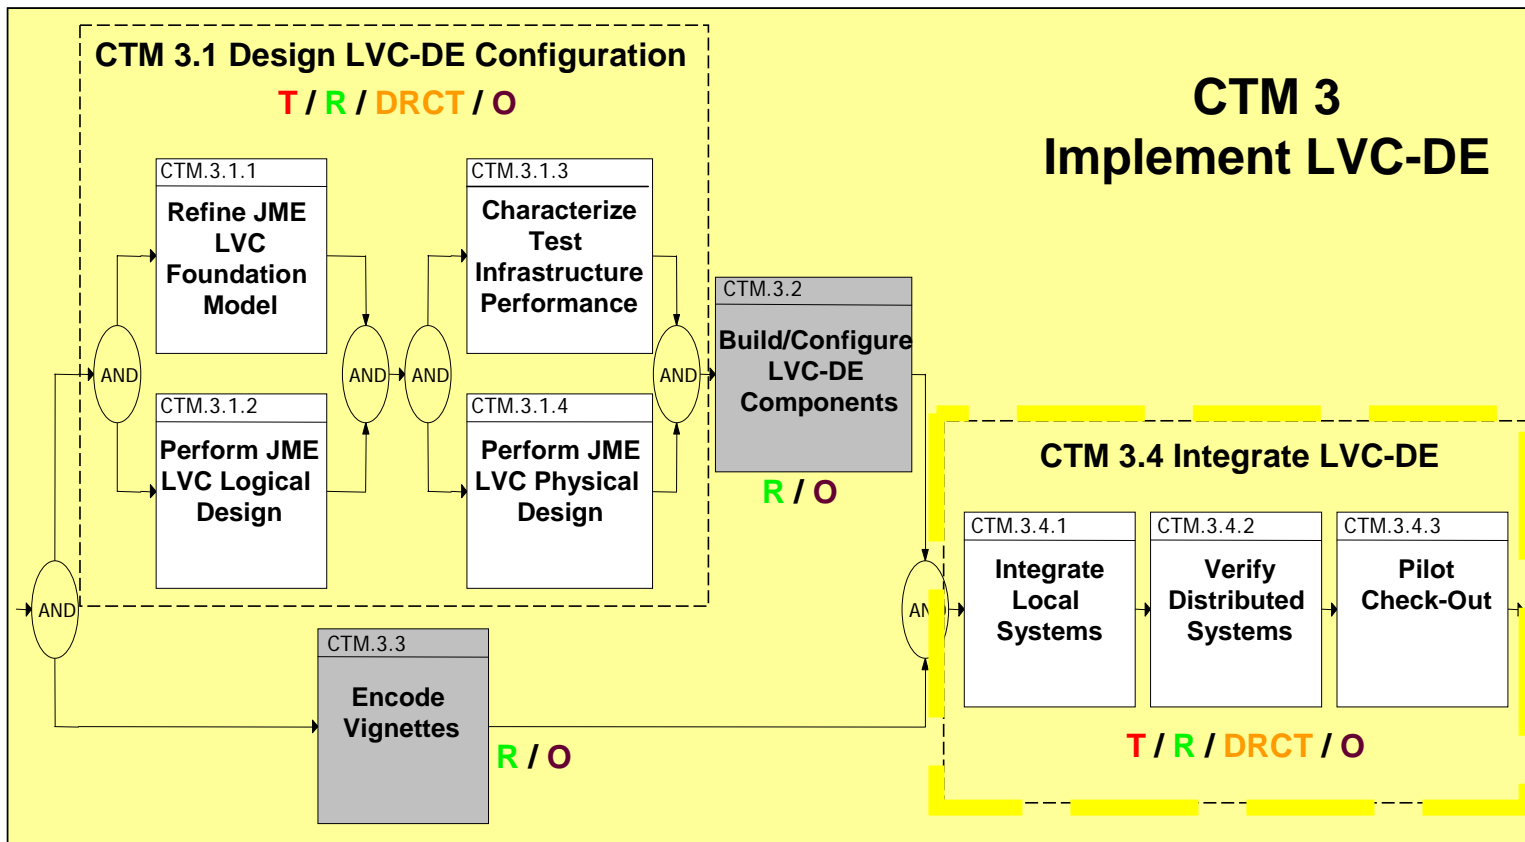 CTM 3.1 Design LVC-DE Configuration
T / R / DRCT / O
CTM 3
Implement LVC-DE
CTM.3.1.1
Refine JME
LVC
Foundation
Model
CTM.3.1.3
Characterize
Test
Infrastructure
Performance
AND
AND
AND
AND
CTM.3.1.2
Perform JME
LVC Logical
Design
CTM.3.1.4
Perform JME
LVC Physical
Design
CTM.3.2
Build/Configure
LVC-DE
Components
R / O
AND
CTM.3.3
Encode
Vignettes
R / O
AND
CTM 3.4 Integrate LVC-DE
CTM.3.4.1
Integrate
Local
Systems
CTM.3.4.2
Verify
Distributed
Systems
CTM.3.4.3
Pilot
Check-Out
T / R / DRCT / O